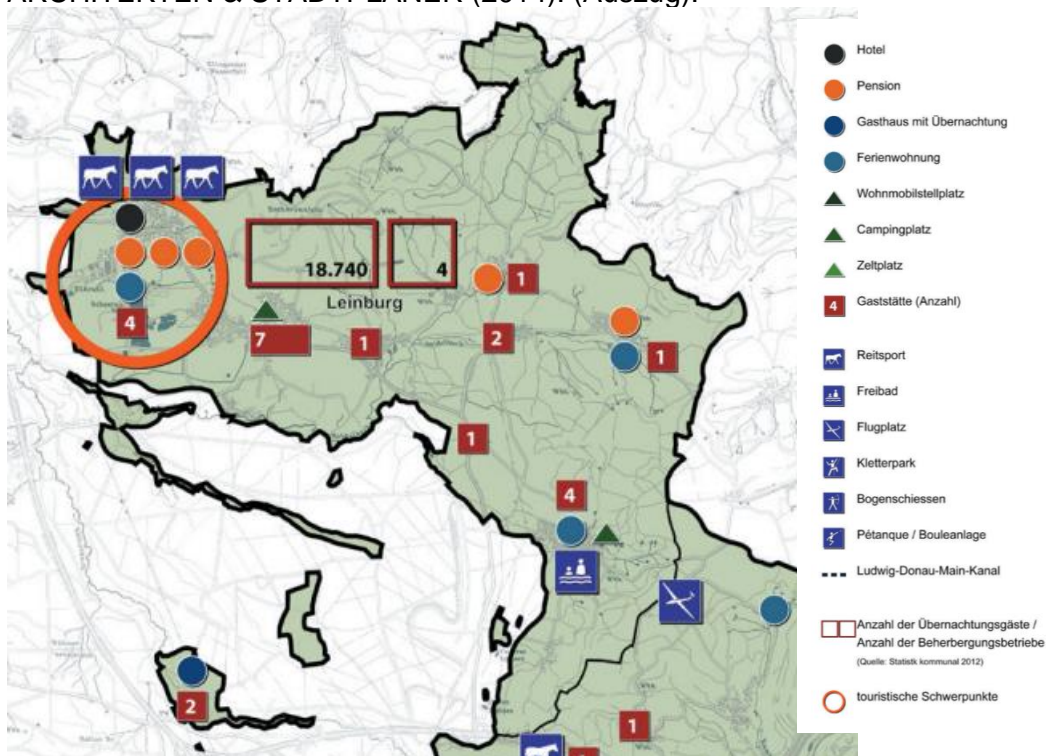 ARCHITEKTEN & STADTPLANER (2014). (Auszug).
18.740
4
Leinburg
4
7
1
1
2
1
1
4
2
1
Hotel
Pension
Gasthaus mit Übernachtung
Ferienwohnung
Wohnmobilstellplatz
Campingplatz
Zeltplatz
4
Gaststätte (Anzahl)
Reitsport
Freibad
Flugplatz
Kletterpark
Bogenschiessen
Pétanque / Bouleanlage
Ludwig-Donau-Main-Kanal
Anzahl der Übernachtungsgäste /
Anzahl der Beherbergungsbetriebe
(Quelle: Statistk kommunal 2012)
touristische Schwerpunkte